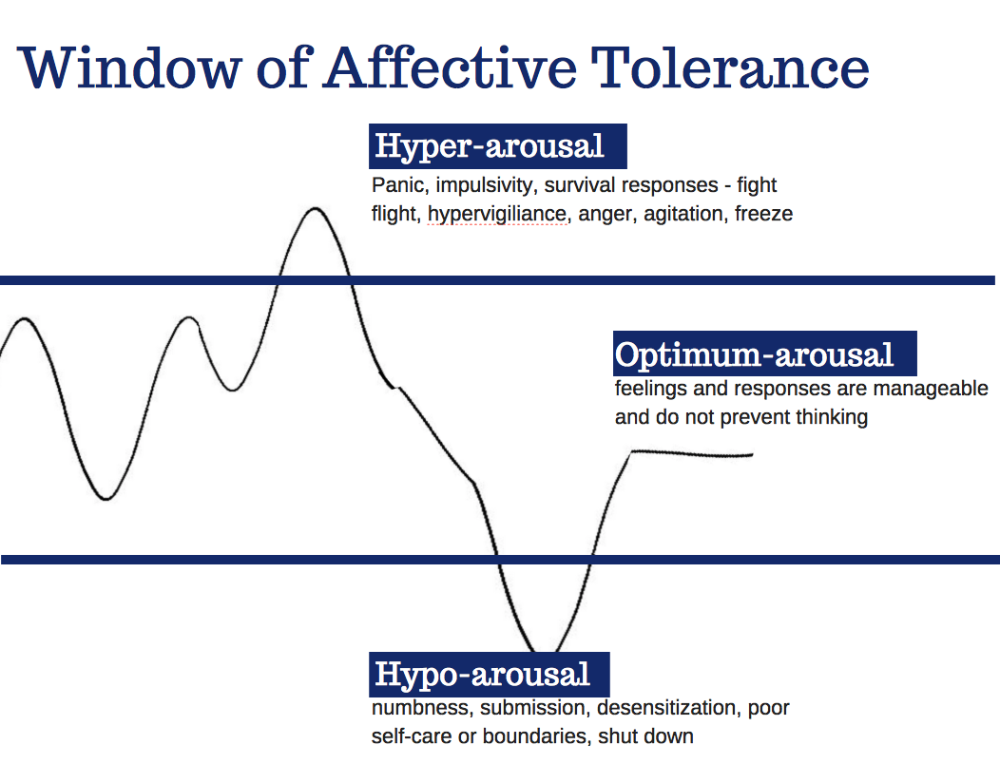 Window of Affective Tolerance
Hyper-arousal
Panic, impulsivity, survival responses - fight
flight, hypervigiliance, anger, agitation, freeze
Optimum-arousal
feelings and responses are manageable
and do not prevent thinking
Hypo-arousal
numbness, submission, desensitization, poor
self-care or boundaries, shut down